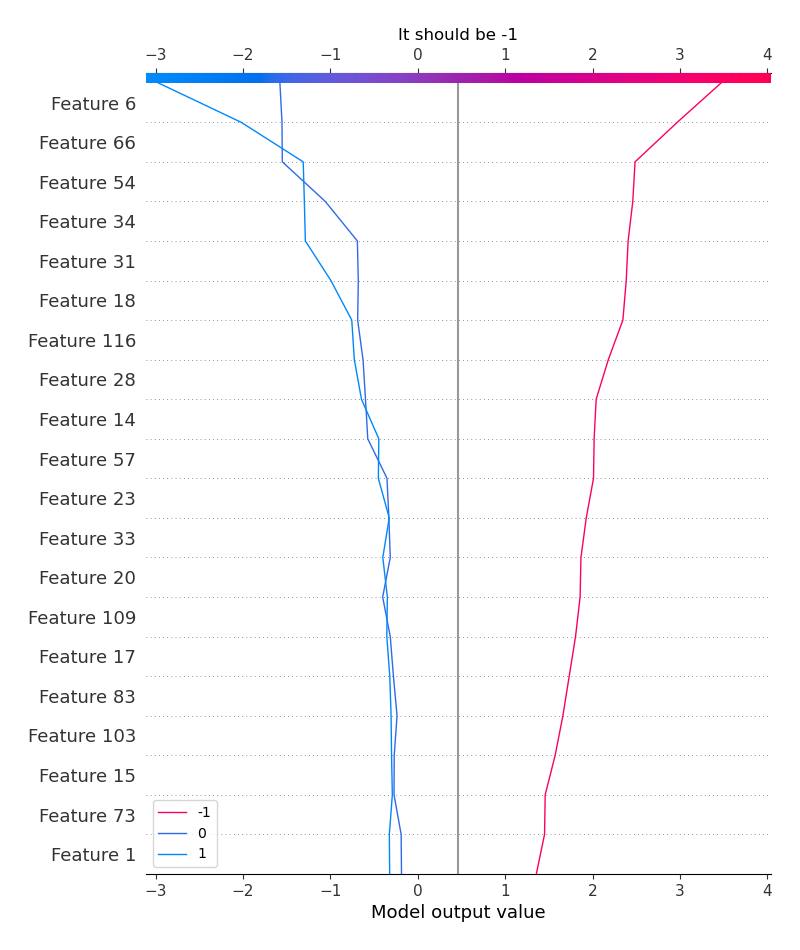 It should be -1
−3 −2 −1 0 1 2 3 4
Feature 6
Feature 66
Feature 54
Feature 34
Feature 31
Feature 18
Feature 116
Feature 28
Feature 14
Feature 57
Feature 23
Feature 33
Feature 20
Feature 109
Feature 17
Feature 83
Feature 103
Feature 15
Feature 73
Feature 1
-1
0
1
−3 −2 −1 0 1 2 3 4
Model output value